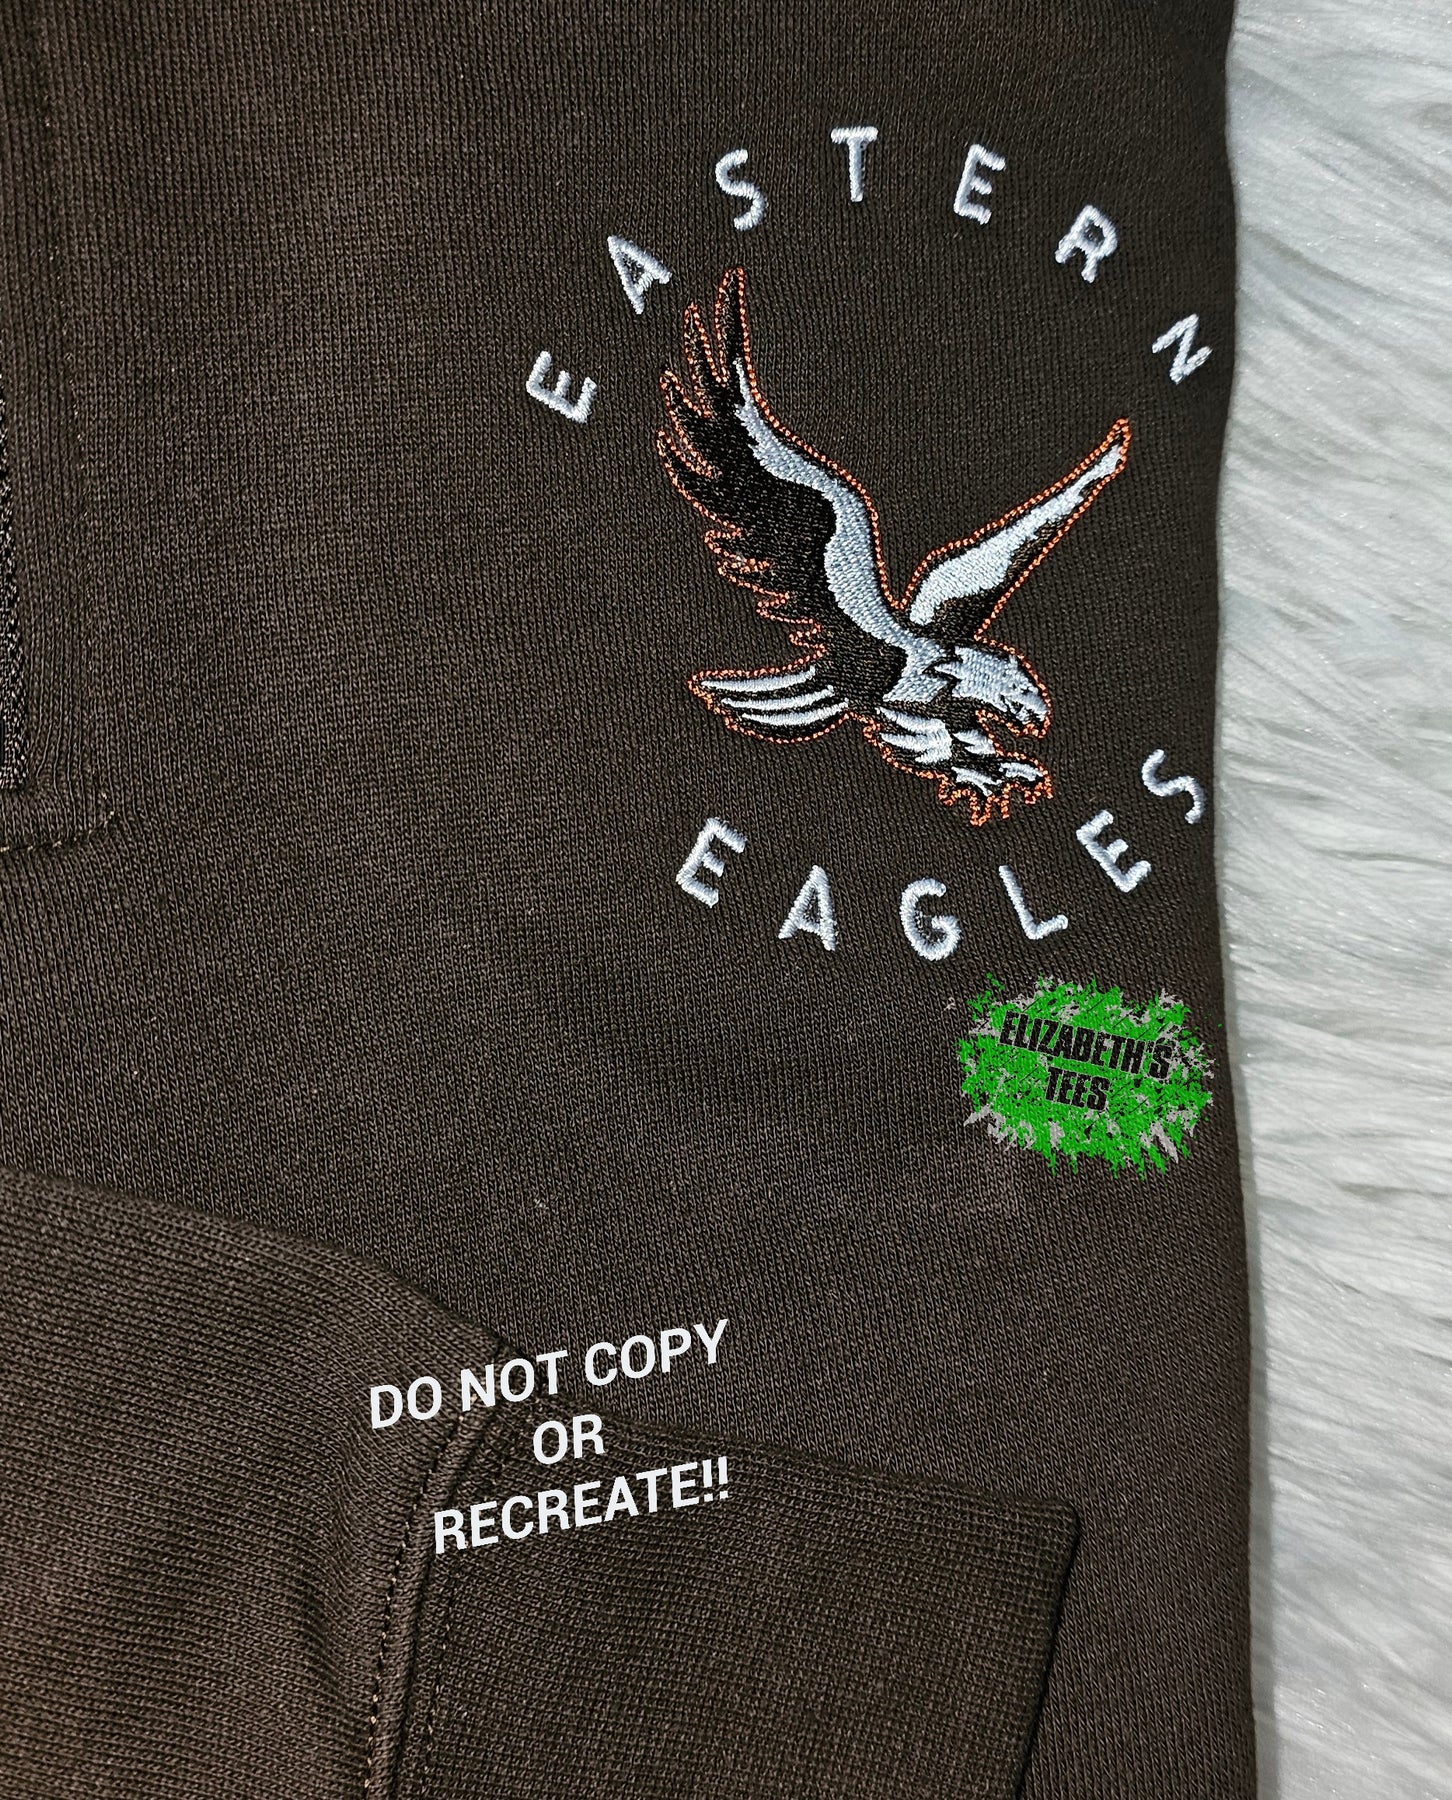 EASTERN
EAGLES
ELIZABETH'S
TEES
DO NOT COPY
OR
RECREATE!!